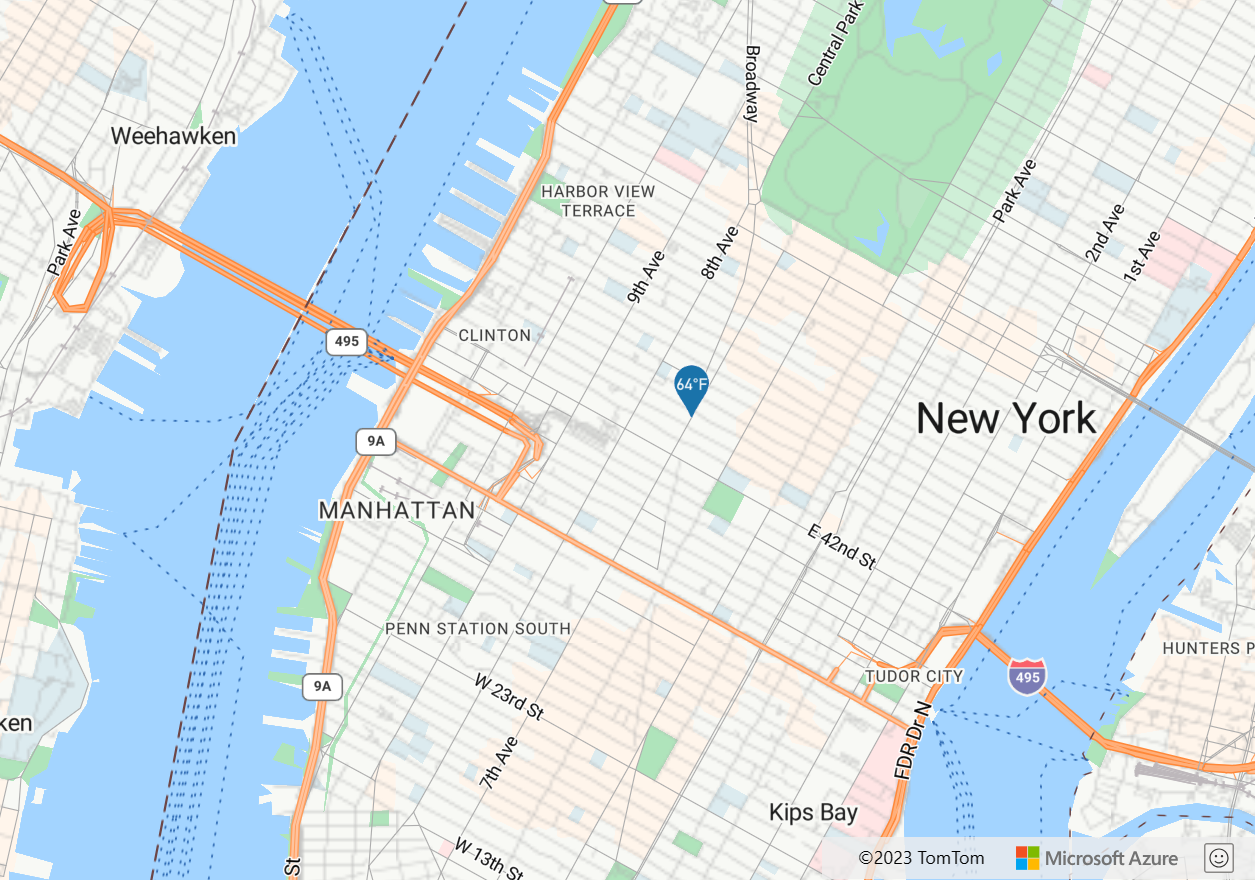 Central Park
Broadway
Weehawken
HARBOR VIEW
TERRACE
Park Ave
Park Ave
2nd Ave
1st Ave
8th Ave
9th Ave
CLINTON
495
64°F
New York
9A
MANHATTAN
E 42nd St
PENN STATION SOUTH
HUNTERS P
TUDOR CITY
495
9A
W 23rd St
ken
FDR Dr N
7th Ave
Kips Bay
W 13th St
St
©2023 TomTom
Microsoft Azure